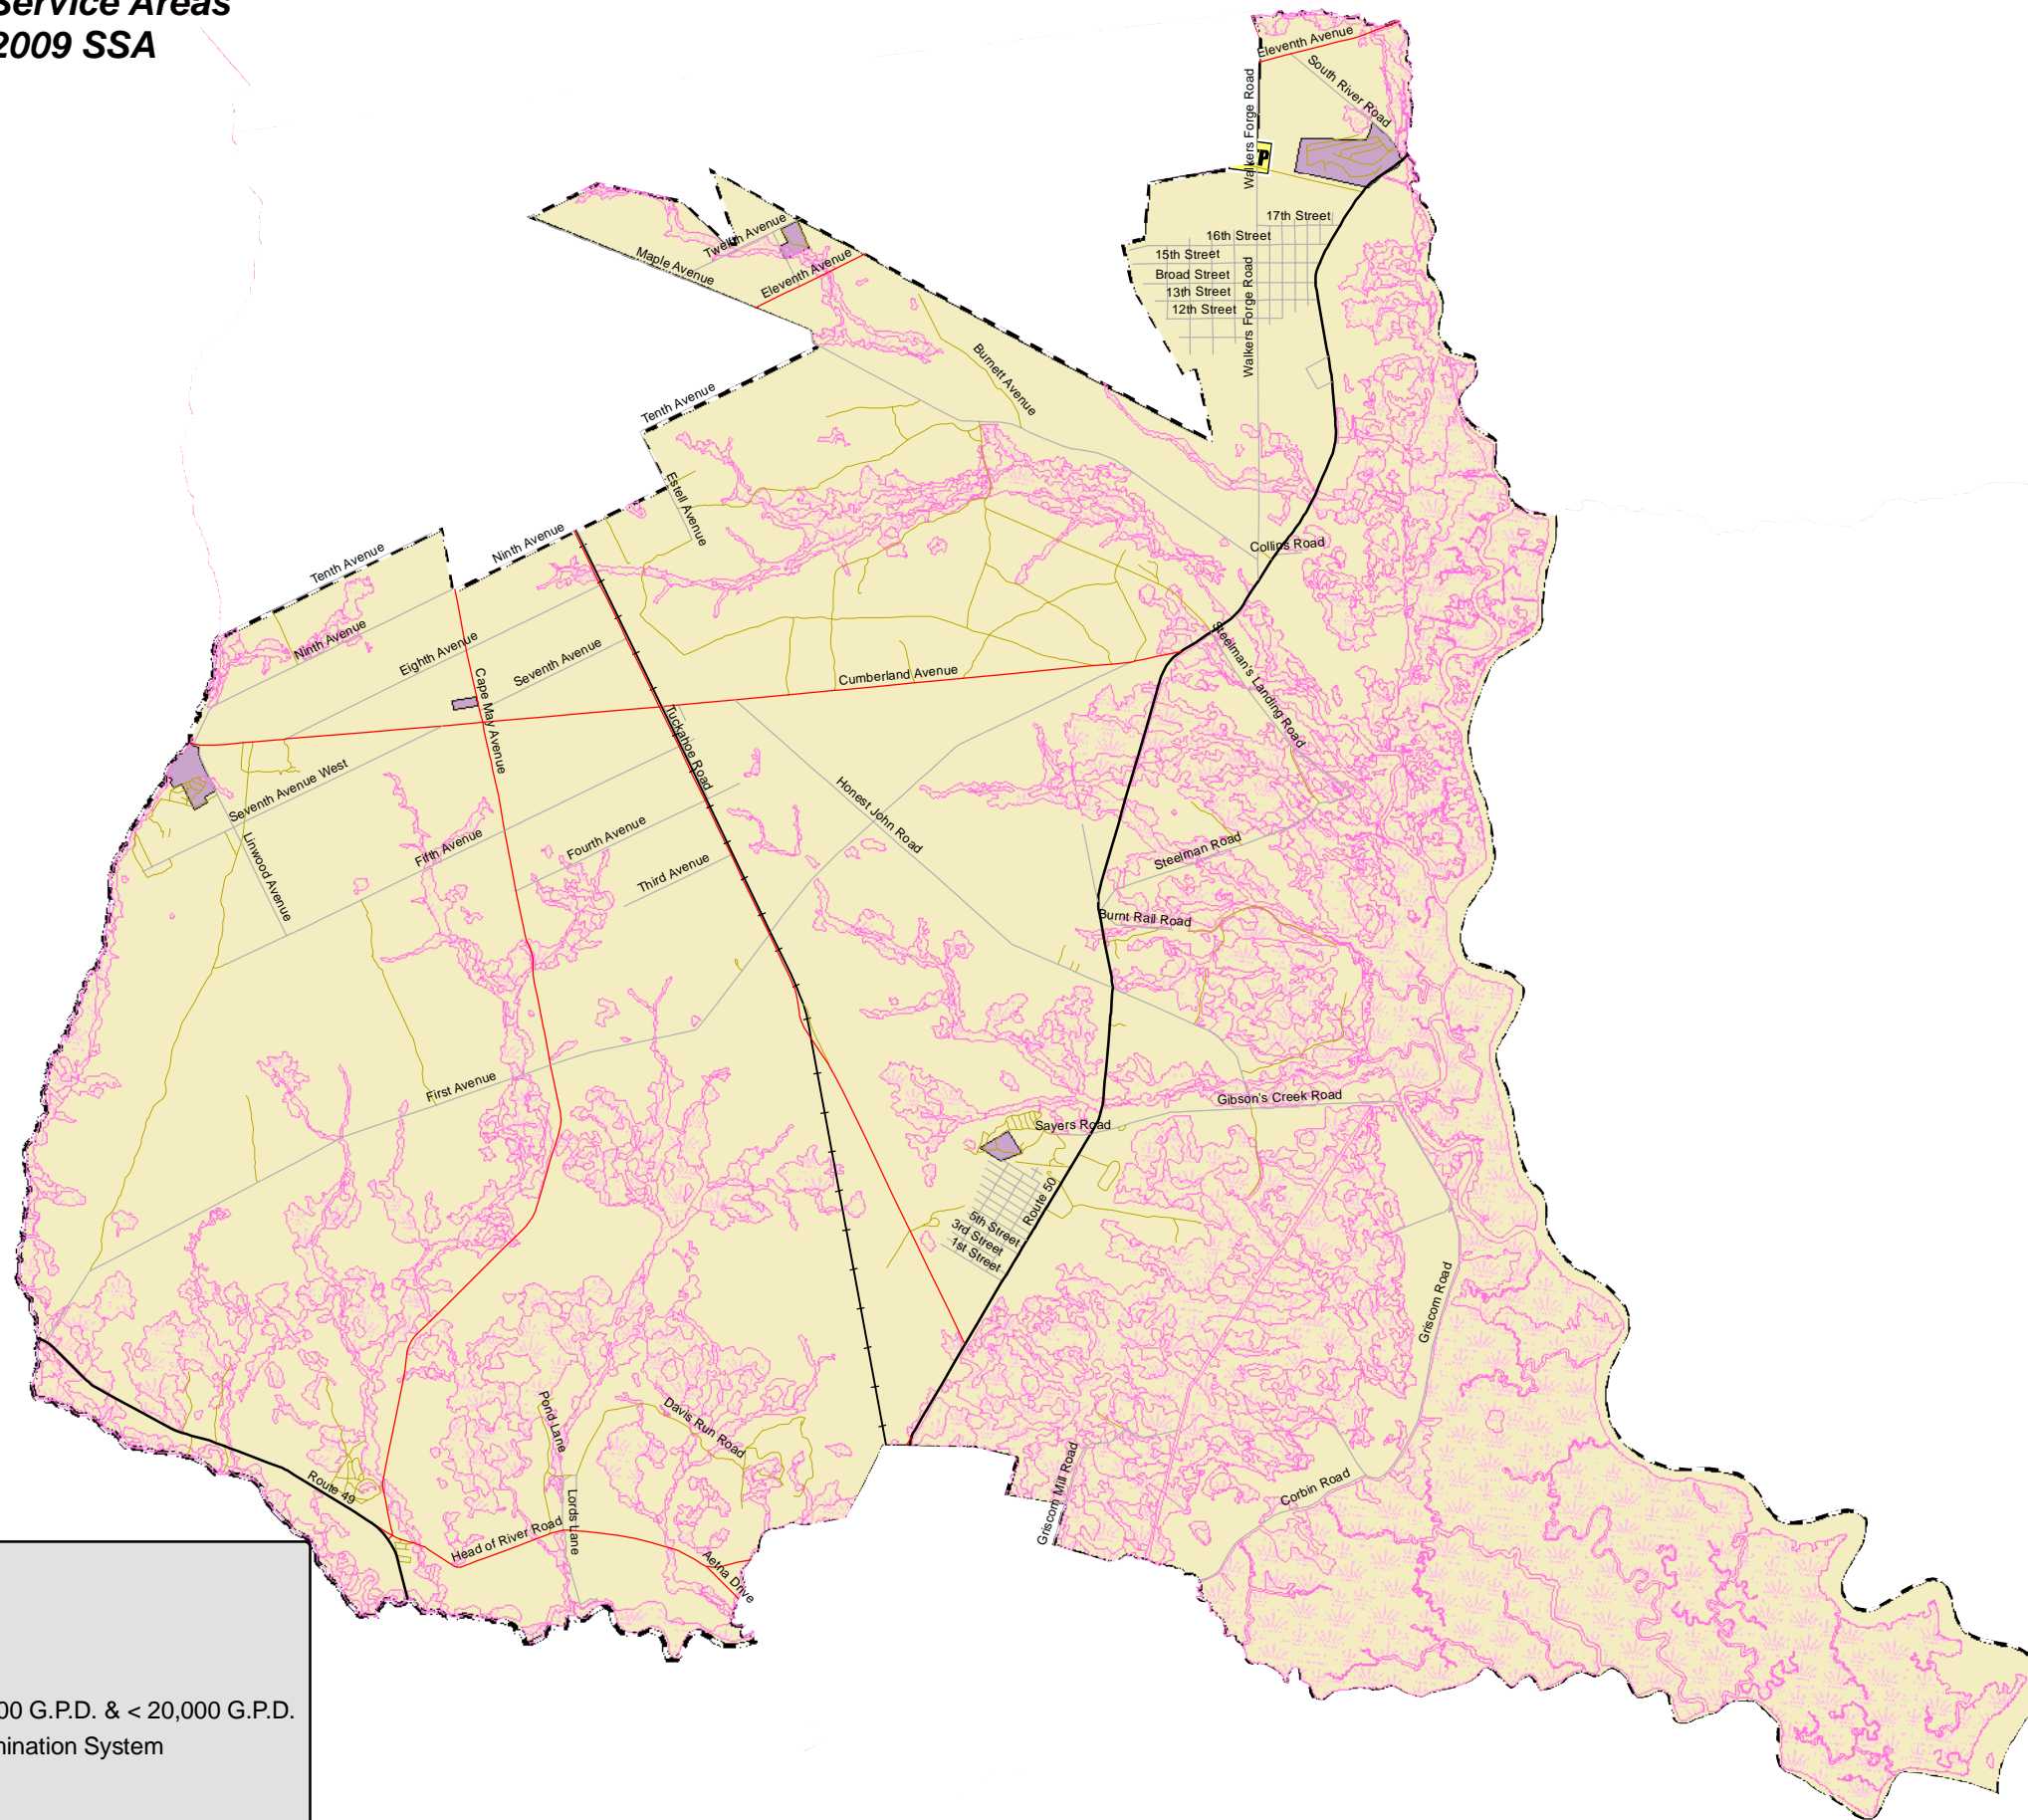 Service Areas
2009 SSA
Eleventh Avenue
South River Road
Walkers Forge Road
17th Street
16th Street
15th Street
Broad Street
13th Street
12th Street
Walkers Forge Road
Twelfth Avenue
Maple Avenue
Eleventh Avenue
Burnett Avenue
Tenth Avenue
Estell Avenue
Ninth Avenue
Tenth Avenue
Collins Road
Ninth Avenue
Eighth Avenue
Seventh Avenue
Cape May Avenue
Cumberland Avenue
Steelman's Landing Road
Tuckahoe Road
Seventh Avenue West
Honest John Road
Linwood Avenue
Fifth Avenue
Fourth Avenue
Third Avenue
Steelman Road
Burnt Rail Road
First Avenue
Gibson's Creek Road
Sayers Road
Route 50
5th Street
3rd Street
1st Street
Griscom Road
Pond Lane
Davis Run Road
Route 49
Lords Lane
Head of River Road
Aetna Drive
Griscom Mill Road
Corbin Road
00 G.P.D. & < 20,000 G.P.D.
mination System